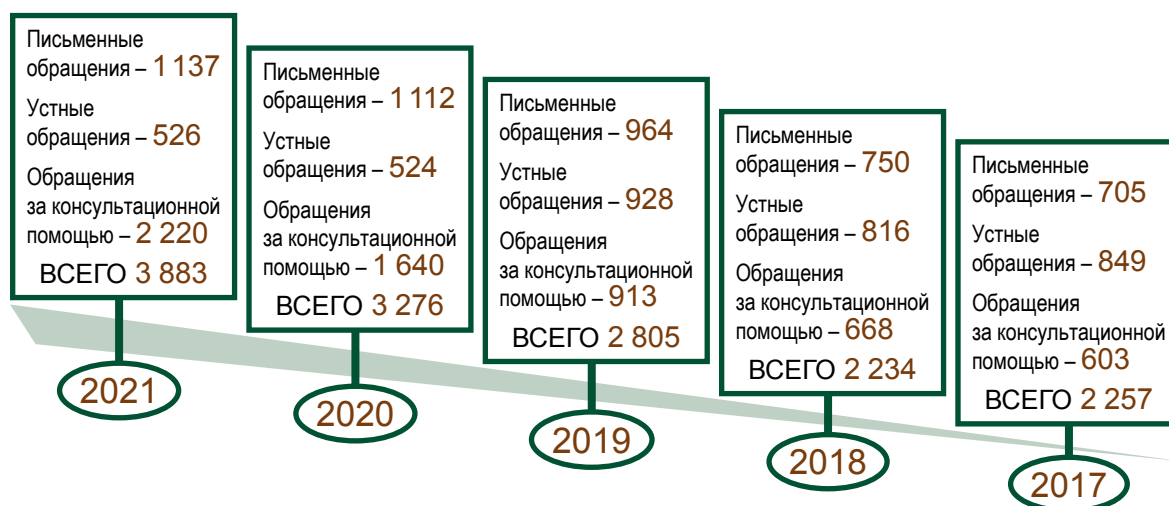 Письменные
обращения – 1 137
Устные
обращения – 526
Обращения
за консультационной
помощью – 2 220
ВСЕГО 3 883
2021
Письменные
обращения – 1 112
Устные
обращения – 524
Обращения
за консультационной
помощью – 1 640
ВСЕГО 3 276
2020
Письменные
обращения – 964
Устные
обращения – 928
Обращения
за консультационной
помощью – 913
ВСЕГО 2 805
2019
Письменные
обращения – 750
Устные
обращения – 816
Обращения
за консультационной
помощью – 668
ВСЕГО 2 234
2018
Письменные
обращения – 705
Устные
обращения – 849
Обращения
за консультационной
помощью – 603
ВСЕГО 2 257
2017